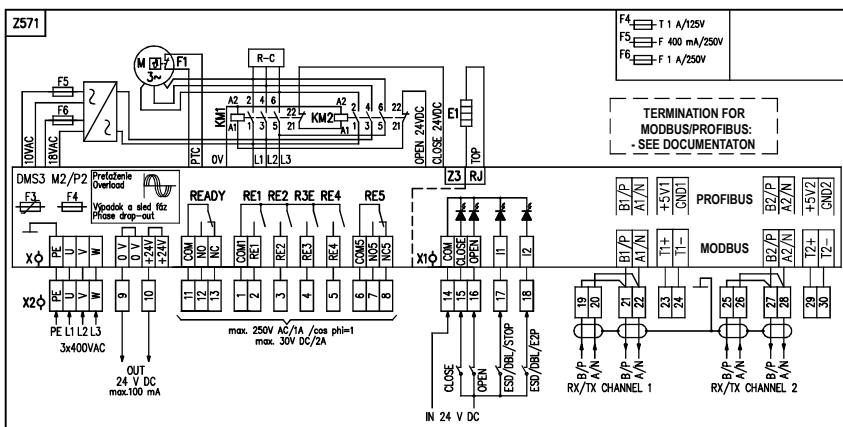 Z571
F4 T 1 A/125V
F5 F 400 mA/250V
F6 F 1 A/250V
TERMINATION FOR
MODBUS/PROFIBUS:
- SEE DOCUMENTATON
M
3~
F1
R-C
F5
F6
A2 2 4 6 22
KM1
A1 1 3 5 21
KM2
A2 2 4 6 22
A1 1 3 5 21
E1
10VAC
18VAC
PTC
0V
L1 L2 L3
OPEN 24VDC
CLOSE 24VDC
TOP
DMS3 M2/P2
F3
F4
Preťaženie
Overload
Výpadok a sled fáz
Phase drop-out
Z3 RJ
READY
RE1 RE2 R3E RE4
RE5
B1/P A1/N +5V1 GND1
PROFIBUS
B2/P A2/N +5V2 GND2
X
PE U V W
0 V 0 V +24V +24V
COM NO NC
COM1 RE1 RE2 RE3 RE4
COM5 NO5 NC5
X1
COM CLOSE OPEN
I1
I2
B1/P A1/N T1+ T1-
MODBUS
B2/P A2/N T2+ T2-
X2
PE U V W
9 10
11 12 13
1 2 3 4 5
6 7 8
14 15 16 17 18
19 20 21 22 23 24
25 26 27 28 29 30
PE L1 L2 L3
3x400VAC
OUT
24 V DC
max.100 mA
max. 250V AC/1A /cos phi=1
max. 30V DC/2A
CLOSE
OPEN
ESD/DBL/STOP
ESD/DBL/E2P
IN 24 V DC
B/P A/N
B/P A/N
RX/TX CHANNEL 1
B/P A/N
B/P A/N
RX/TX CHANNEL 2